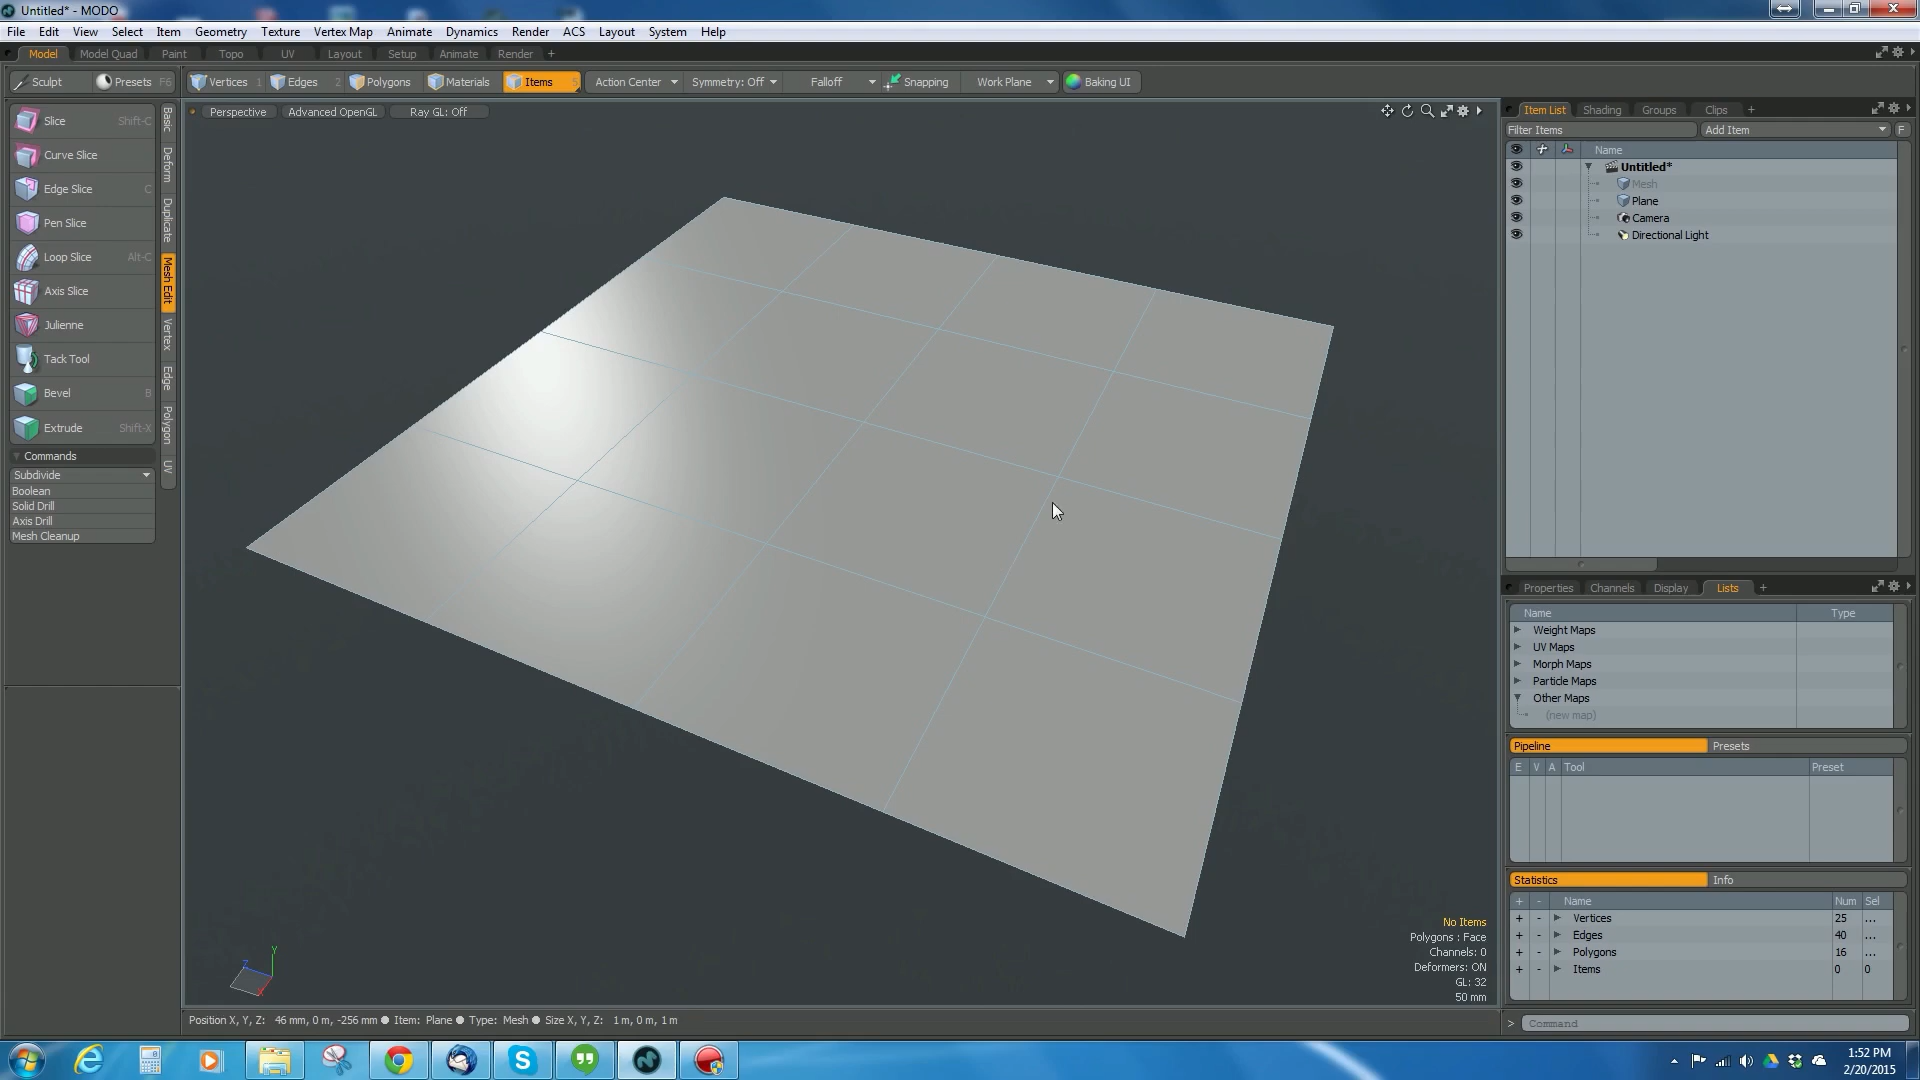 Untitled* - MODO
File Edit View Select Item Geometry Texture Vertex Map Animate Dynamics Render ACS Layout System Help
Model Model Quad Paint Topo UV Layout Setup Animate Render +
Sculpt Presets F6 Vertices 1 Edges 2 Polygons Materials Items 5 Action Center Symmetry: Off Falloff Snapping Work Plane Baking UI
Perspective Advanced OpenGL Ray GL: Off
Slice Shift-C
Curve Slice
Edge Slice C
Pen Slice
Loop Slice Alt-C
Axis Slice
Julienne
Tack Tool
Bevel B
Extrude Shift-X
Commands
Subdivide
Boolean
Solid Drill
Axis Drill
Mesh Cleanup
Basic
Deform
Duplicate
Mesh Edit
Vertex
Edge
Polygon
UV
No Items
Polygons : Face
Channels: 0
Deformers: ON
GL: 32
50 mm
Y
Z
X
Position X, Y, Z: 46 mm, 0 m, -256 mm Item: Plane Type: Mesh Size X, Y, Z: 1 m, 0 m, 1 m
Item List Shading Groups Clips +
Filter Items Add Item F
Name
Untitled*
Mesh
Plane
Camera
Directional Light
Properties Channels Display Lists +
Name Type
Weight Maps
UV Maps
Morph Maps
Particle Maps
Other Maps
(new map)
Pipeline Presets
E V A Tool Preset
Statistics Info
+ - Name Num Sel
+ - Vertices 25 ...
+ - Edges 40 ...
+ - Polygons 16 ...
+ - Items 0 0
> Command
1:52 PM
2/20/2015